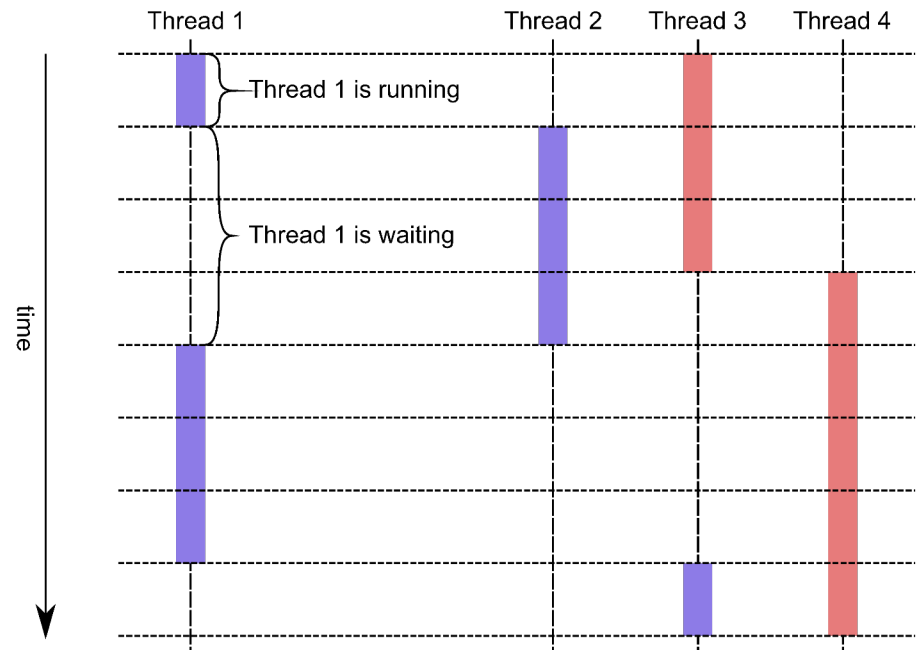 Thread 1
Thread 2
Thread 3
Thread 4
Thread 1 is running
Thread 1 is waiting
time